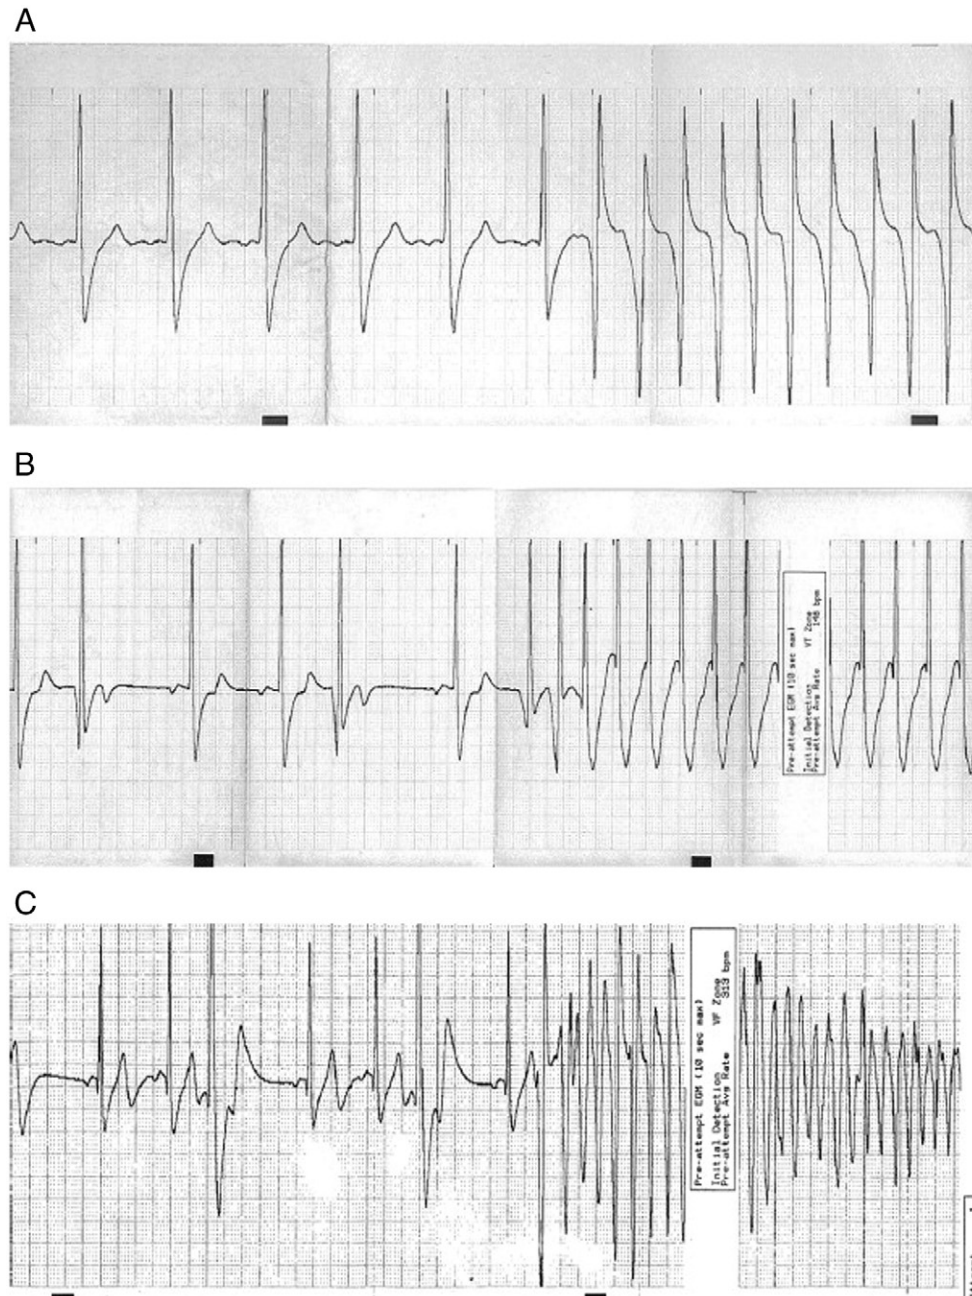 A
B
Pre-attempt EGM (10 sec max)
Initial Detection VT Zone
Pre-attempt Avg Rate 148 bpm
C
Pre-attempt EGM (10 sec max)
Initial Detection VF Zone
Pre-attempt Avg Rate 313 bpm